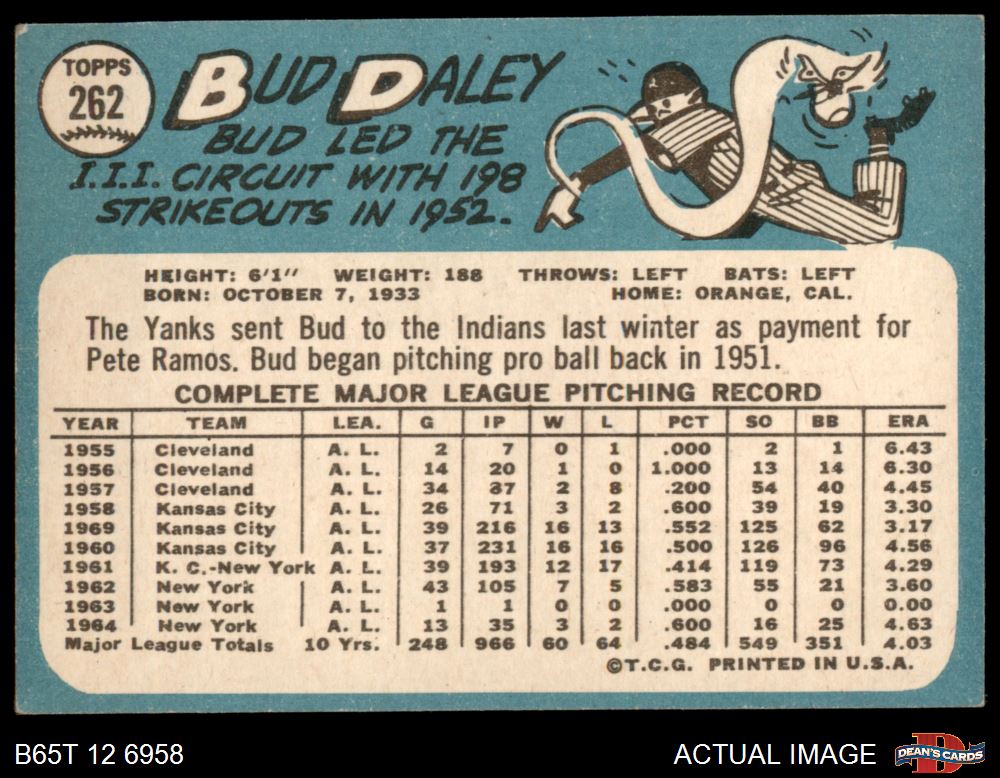 TOPPS
262
BUD DALEY
BUD LED THE
I.I.I. CIRCUIT WITH 198
STRIKEOUTS IN 1952.
HEIGHT: 6'1" WEIGHT: 188 THROWS: LEFT BATS: LEFT
BORN: OCTOBER 7, 1933 HOME: ORANGE, CAL.
The Yanks sent Bud to the Indians last winter as payment for
Pete Ramos. Bud began pitching pro ball back in 1951.
COMPLETE MAJOR LEAGUE PITCHING RECORD
YEAR TEAM LEA. G IP W L PCT SO BB ERA
1955 Cleveland A. L. 2 7 0 1 .000 2 1 6.43
1956 Cleveland A. L. 14 20 1 0 1.000 13 14 6.30
1957 Cleveland A. L. 34 87 2 8 .200 54 40 4.45
1958 Kansas City A. L. 26 71 3 2 .600 39 19 3.30
1969 Kansas City A. L. 39 216 16 13 .552 125 62 3.17
1960 Kansas City A. L. 37 231 16 16 .500 126 96 4.56
1961 K. C.-New York A. L. 39 193 12 17 .414 119 73 4.29
1962 New York A. L. 43 105 7 5 .583 55 21 3.60
1963 New York A. L. 1 1 0 0 .000 0 0 0.00
1964 New York A. L. 13 35 3 2 .600 16 25 4.63
Major League Totals 10 Yrs. 248 966 60 64 .484 549 351 4.03
©T.C.G. PRINTED IN U.S.A.
B65T 12 6958 ACTUAL IMAGE DEAN'S CARDS